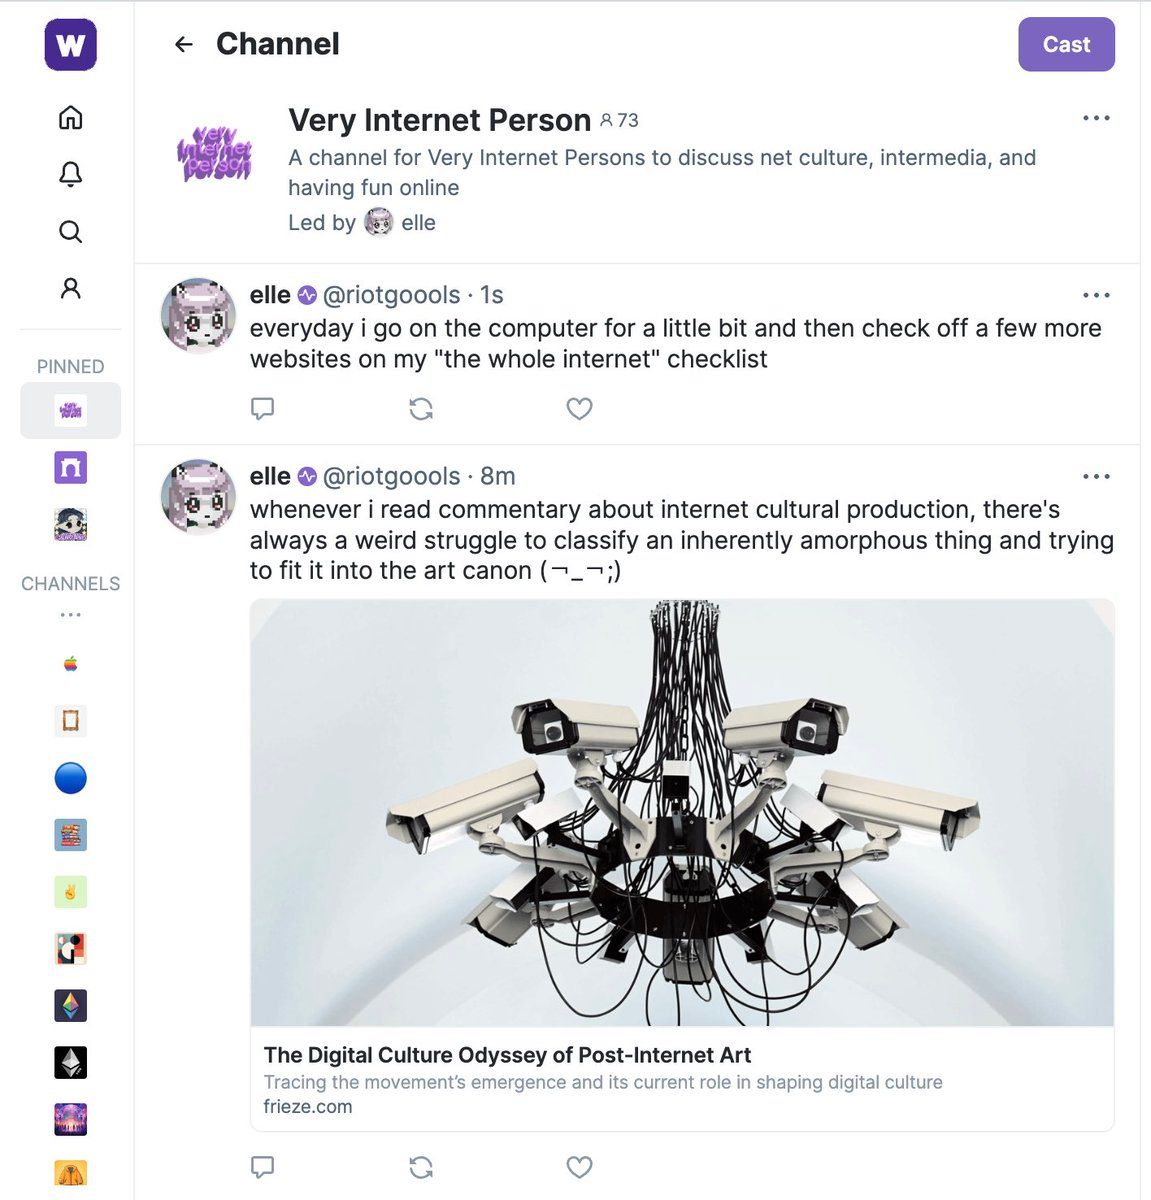 W
Channel
Cast
Very Internet Person 73
A channel for Very Internet Persons to discuss net culture, intermedia, and
having fun online
Led by elle
very
internet
person
elle @riotgoools · 1s
everyday i go on the computer for a little bit and then check off a few more
websites on my "the whole internet" checklist
PINNED
elle @riotgoools · 8m
whenever i read commentary about internet cultural production, there's
always a weird struggle to classify an inherently amorphous thing and trying
to fit it into the art canon (¬_¬;)
CHANNELS
The Digital Culture Odyssey of Post-Internet Art
Tracing the movement's emergence and its current role in shaping digital culture
frieze.com